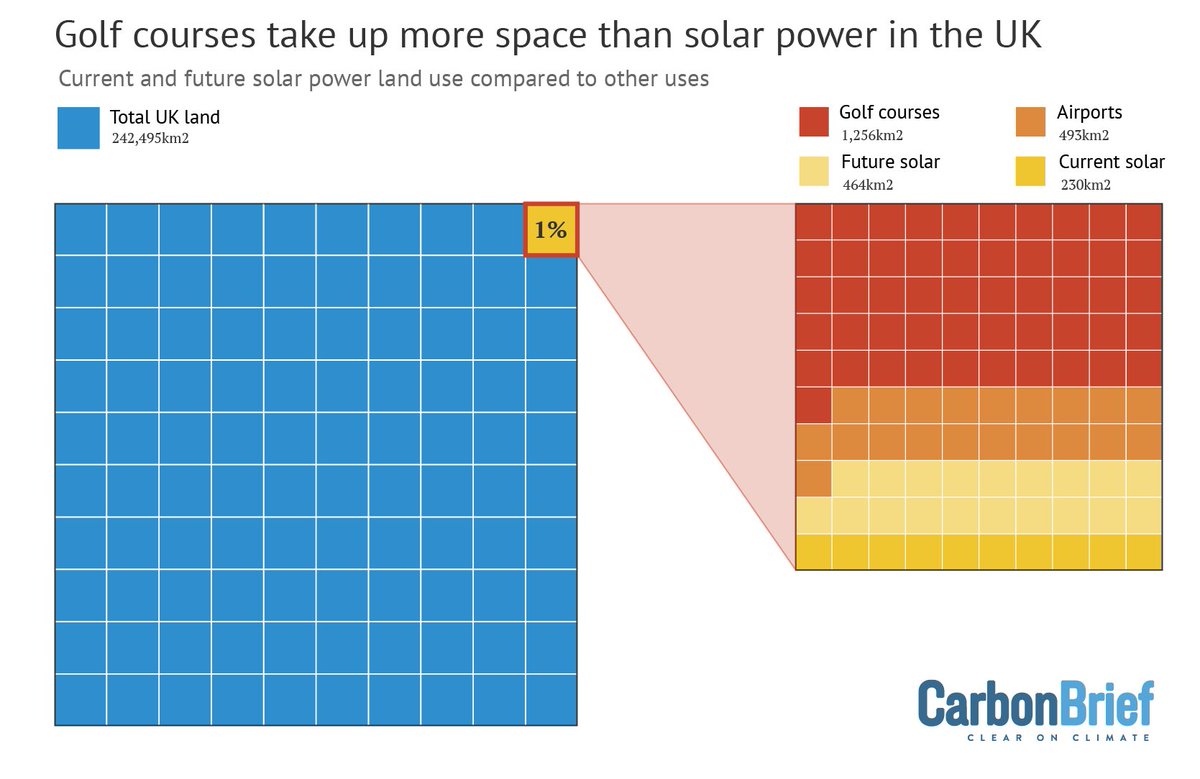 Golf courses take up more space than solar power in the UK
Current and future solar power land use compared to other uses
Total UK land
242,495km2
Golf courses
1,256km2
Airports
493km2
Future solar
464km2
Current solar
230km2
1%
CarbonBrief
CLEAR ON CLIMATE